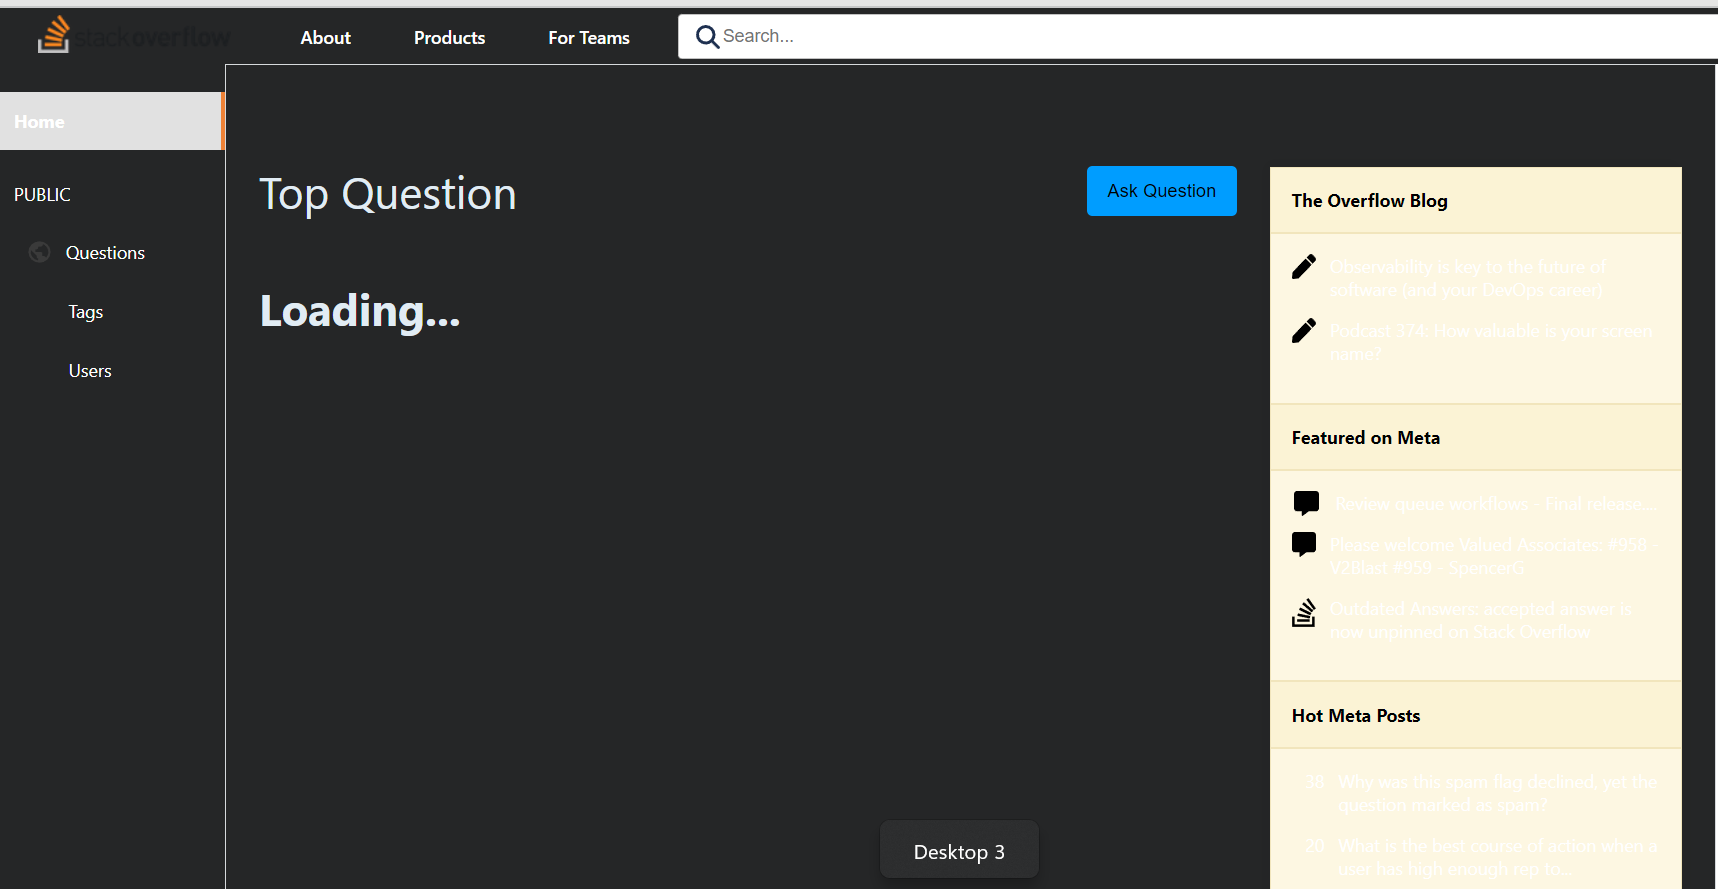 stackoverflow
About
Products
For Teams
Search...
Home
PUBLIC
Questions
Tags
Users
Top Question
Ask Question
Loading...
The Overflow Blog
Observability is key to the future of
software (and your DevOps career)
Podcast 374: How valuable is your screen
name?
Featured on Meta
Review queue workflows - Final release...
Please welcome Valued Associates: #958 -
V2Blast #959 - SpencerG
Outdated Answers: accepted answer is
now unpinned on Stack Overflow
Hot Meta Posts
38. Why was this spam flag declined, yet the
question marked as spam?
20. What is the best course of action when a
user has high enough rep to...
Desktop 3